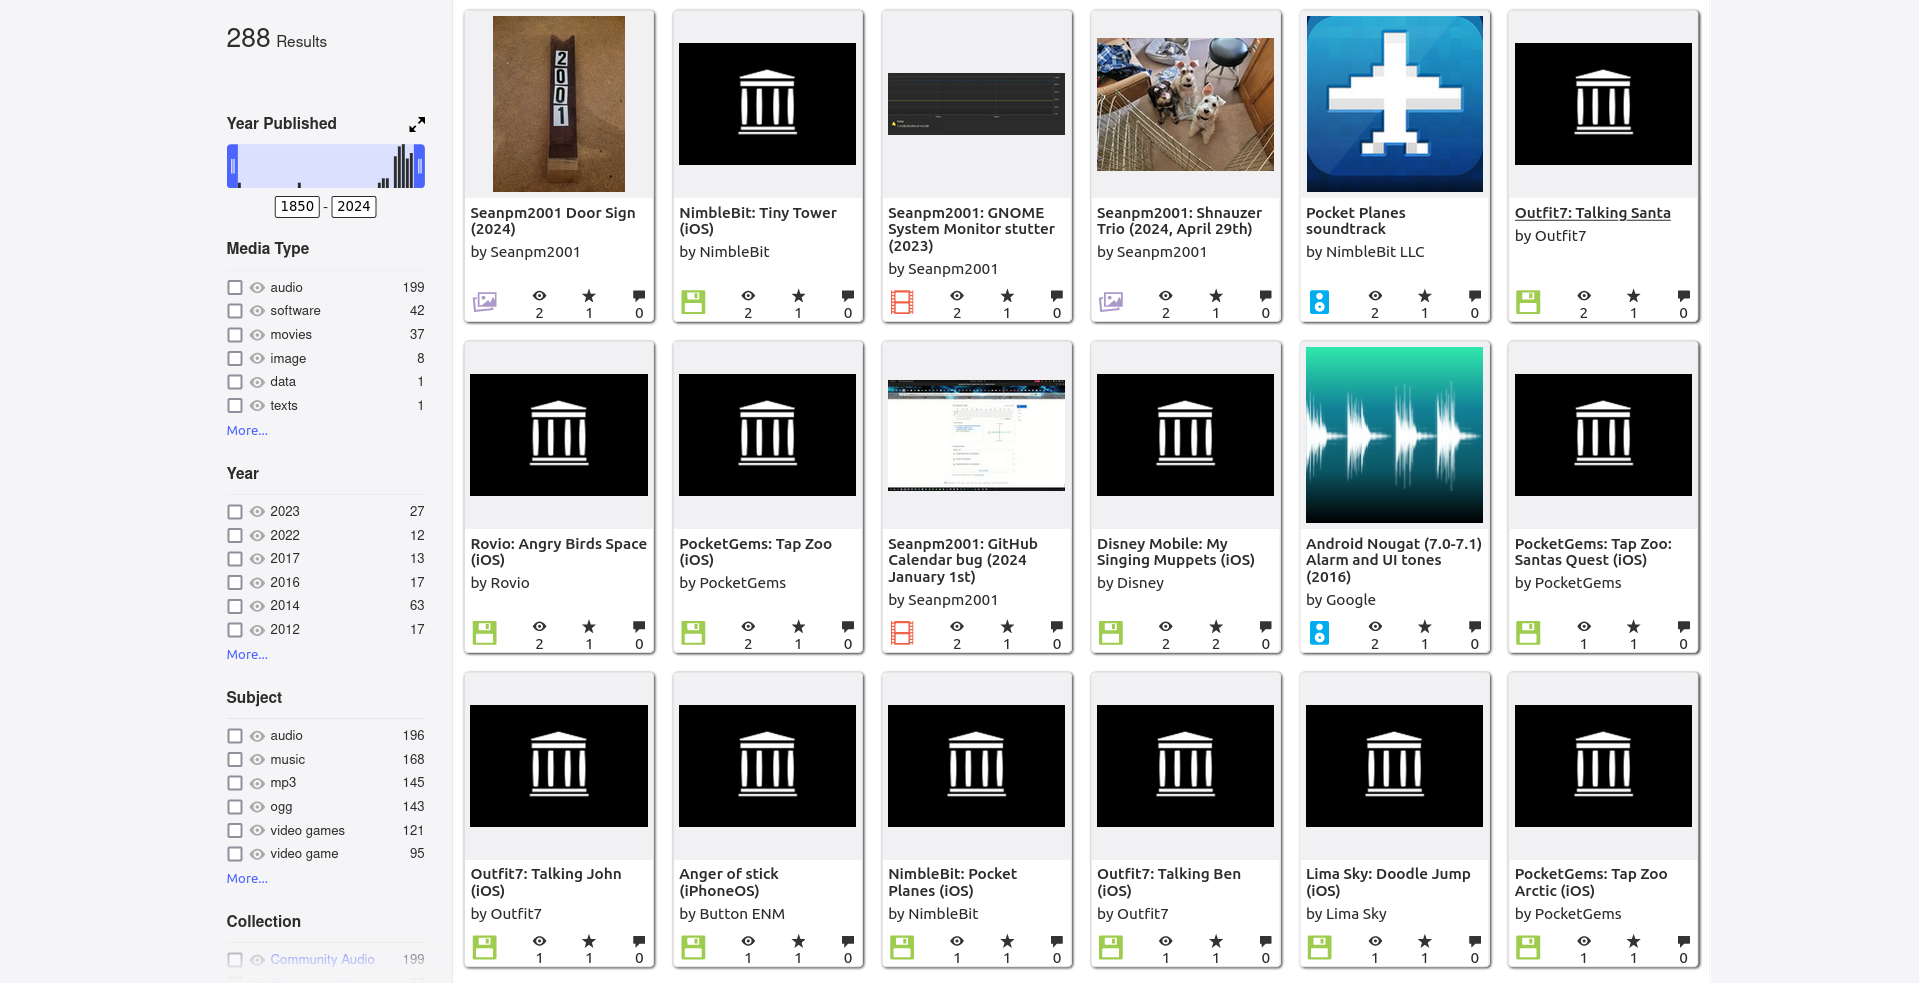 288 Results
Year Published
1850 - 2024
Media Type
audio 199
software 42
movies 37
image 8
data 1
texts 1
More...
Year
2023 27
2022 12
2017 13
2016 17
2014 63
2012 17
More...
Subject
audio 196
music 168
mp3 145
ogg 143
video games 121
video game 95
More...
Collection
Community Audio 199
2001
Seanpm2001 Door Sign
(2024)
by Seanpm2001
2 1 0
NimbleBit: Tiny Tower
(iOS)
by NimbleBit
2 1 0
Seanpm2001: GNOME
System Monitor stutter
(2023)
by Seanpm2001
2 1 0
Seanpm2001: Shnauzer
Trio (2024, April 29th)
by Seanpm2001
2 1 0
Pocket Planes
soundtrack
by NimbleBit LLC
2 1 0
Outfit7: Talking Santa
by Outfit7
2 1 0
Rovio: Angry Birds Space
(iOS)
by Rovio
2 1 0
PocketGems: Tap Zoo
(iOS)
by PocketGems
2 1 0
Seanpm2001: GitHub
Calendar bug (2024
January 1st)
by Seanpm2001
2 1 0
Disney Mobile: My
Singing Muppets (iOS)
by Disney
2 2 0
Android Nougat (7.0-7.1)
Alarm and UI tones
(2016)
by Google
2 1 0
PocketGems: Tap Zoo:
Santas Quest (iOS)
by PocketGems
1 1 0
Outfit7: Talking John
(iOS)
by Outfit7
1 1 0
Anger of stick
(iPhoneOS)
by Button ENM
1 1 0
NimbleBit: Pocket
Planes (iOS)
by NimbleBit
1 1 0
Outfit7: Talking Ben
(iOS)
by Outfit7
1 1 0
Lima Sky: Doodle Jump
(iOS)
by Lima Sky
1 1 0
PocketGems: Tap Zoo
Arctic (iOS)
by PocketGems
1 1 0